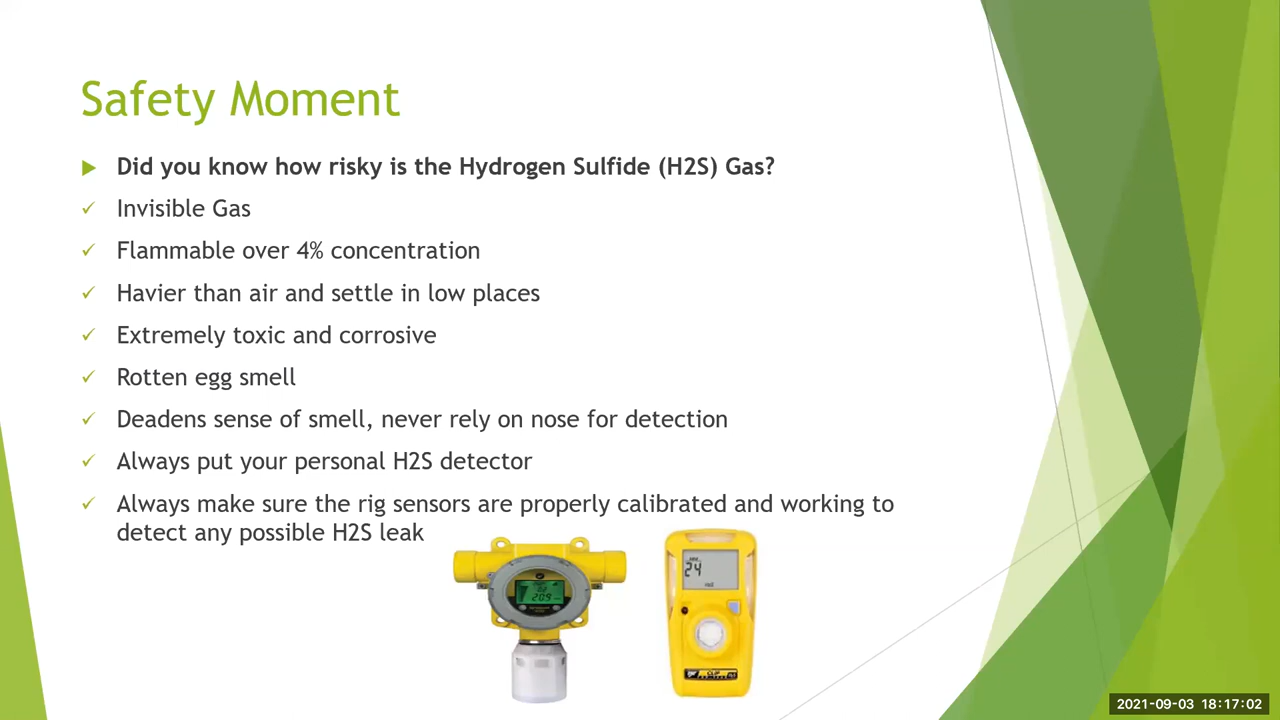 Safety Moment
Did you know how risky is the Hydrogen Sulfide (H2S) Gas?
Invisible Gas
Flammable over 4% concentration
Havier than air and settle in low places
Extremely toxic and corrosive
Rotten egg smell
Deadens sense of smell, never rely on nose for detection
Always put your personal H2S detector
Always make sure the rig sensors are properly calibrated and working to
detect any possible H2S leak
20.9
24
CLIP
2021-09-03 18:17:02